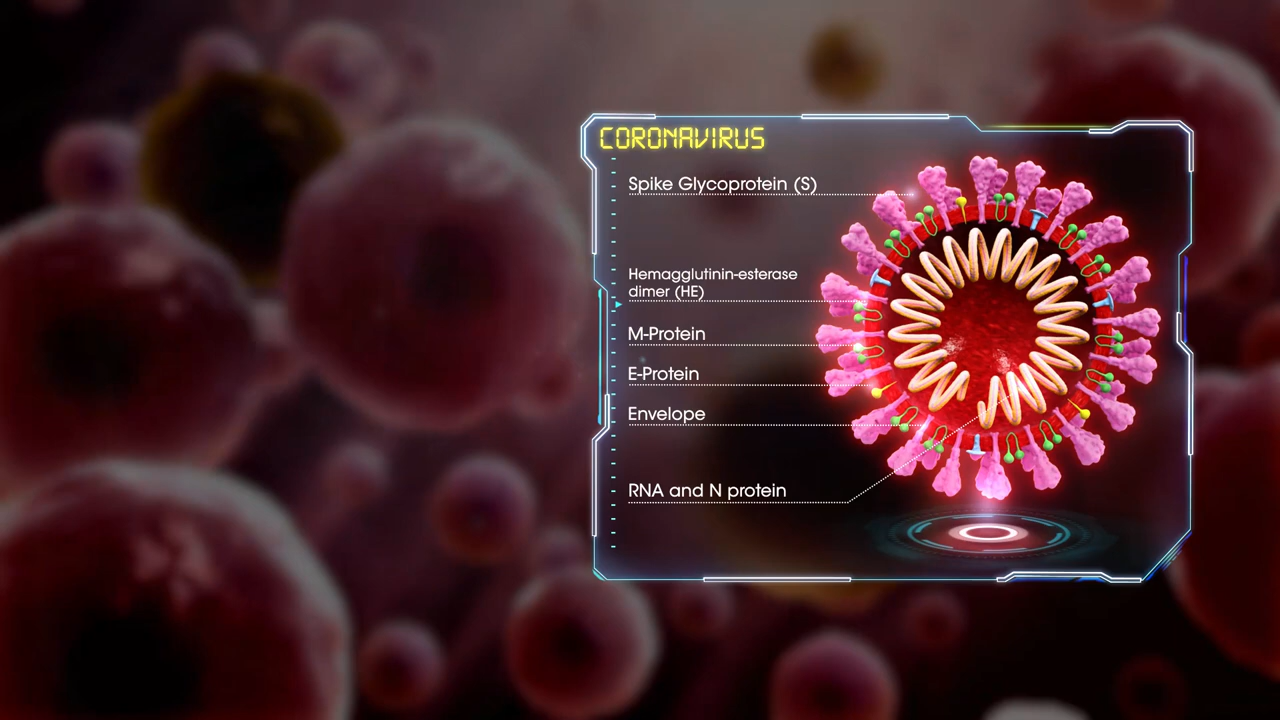 CORONAVIRUS
Spike Glycoprotein (S)
Hemagglutinin-esterase
dimer (HE)
M-Protein
E-Protein
Envelope
RNA and N protein